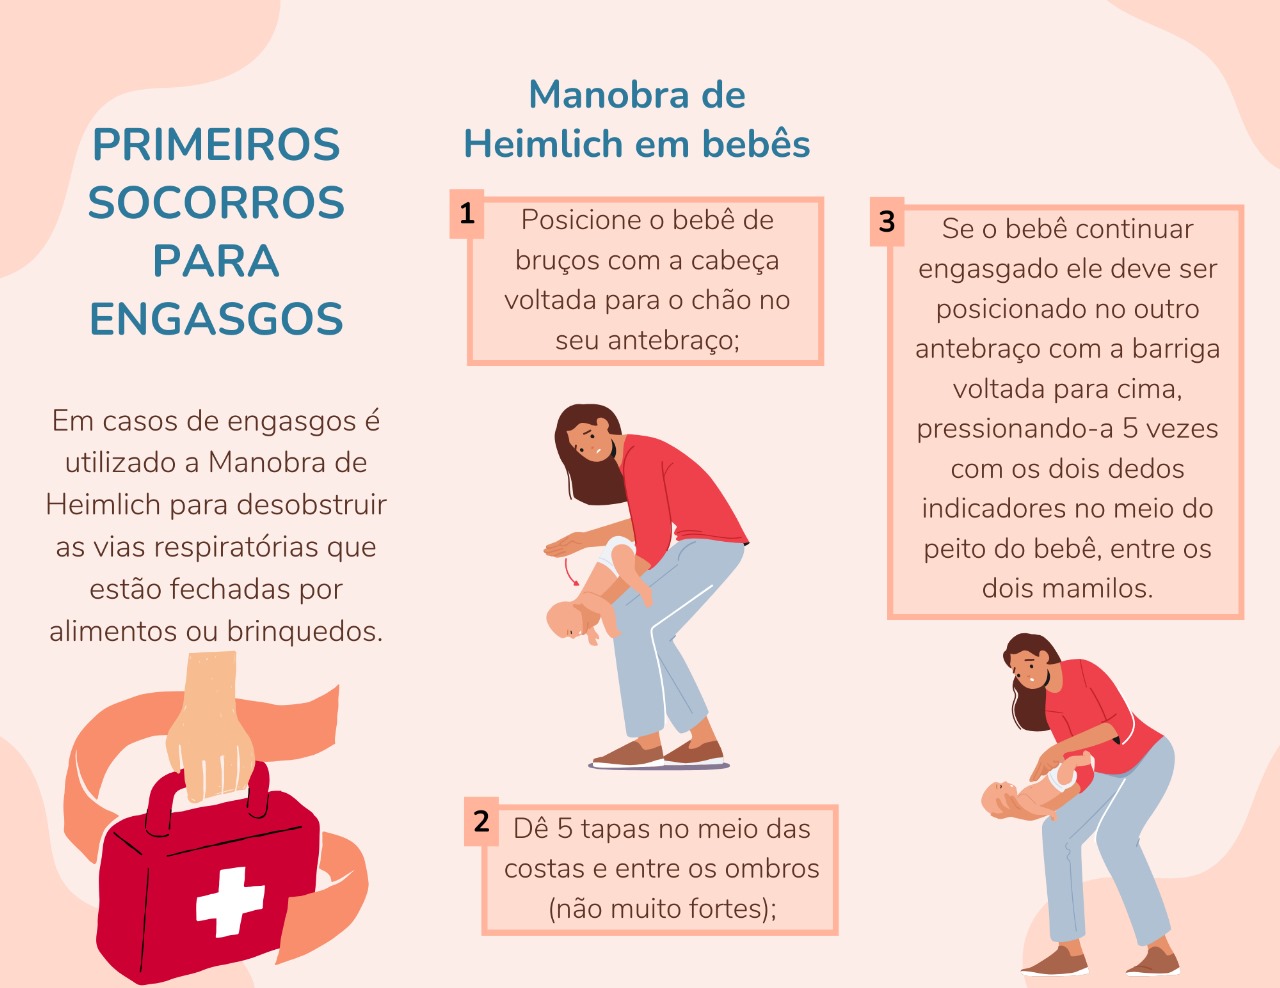 PRIMEIROS
SOCORROS
PARA
ENGASGOS
Em casos de engasgos é
utilizado a Manobra de
Heimlich para desobstruir
as vias respiratórias que
estão fechadas por
alimentos ou brinquedos.
Manobra de
Heimlich em bebês
1
Posicione o bebê de
bruços com a cabeça
voltada para o chão no
seu antebraço;
2
Dê 5 tapas no meio das
costas e entre os ombros
(não muito fortes);
3
Se o bebê continuar
engasgado ele deve ser
posicionado no outro
antebraço com a barriga
voltada para cima,
pressionando-a 5 vezes
com os dois dedos
indicadores no meio do
peito do bebê, entre os
dois mamilos.